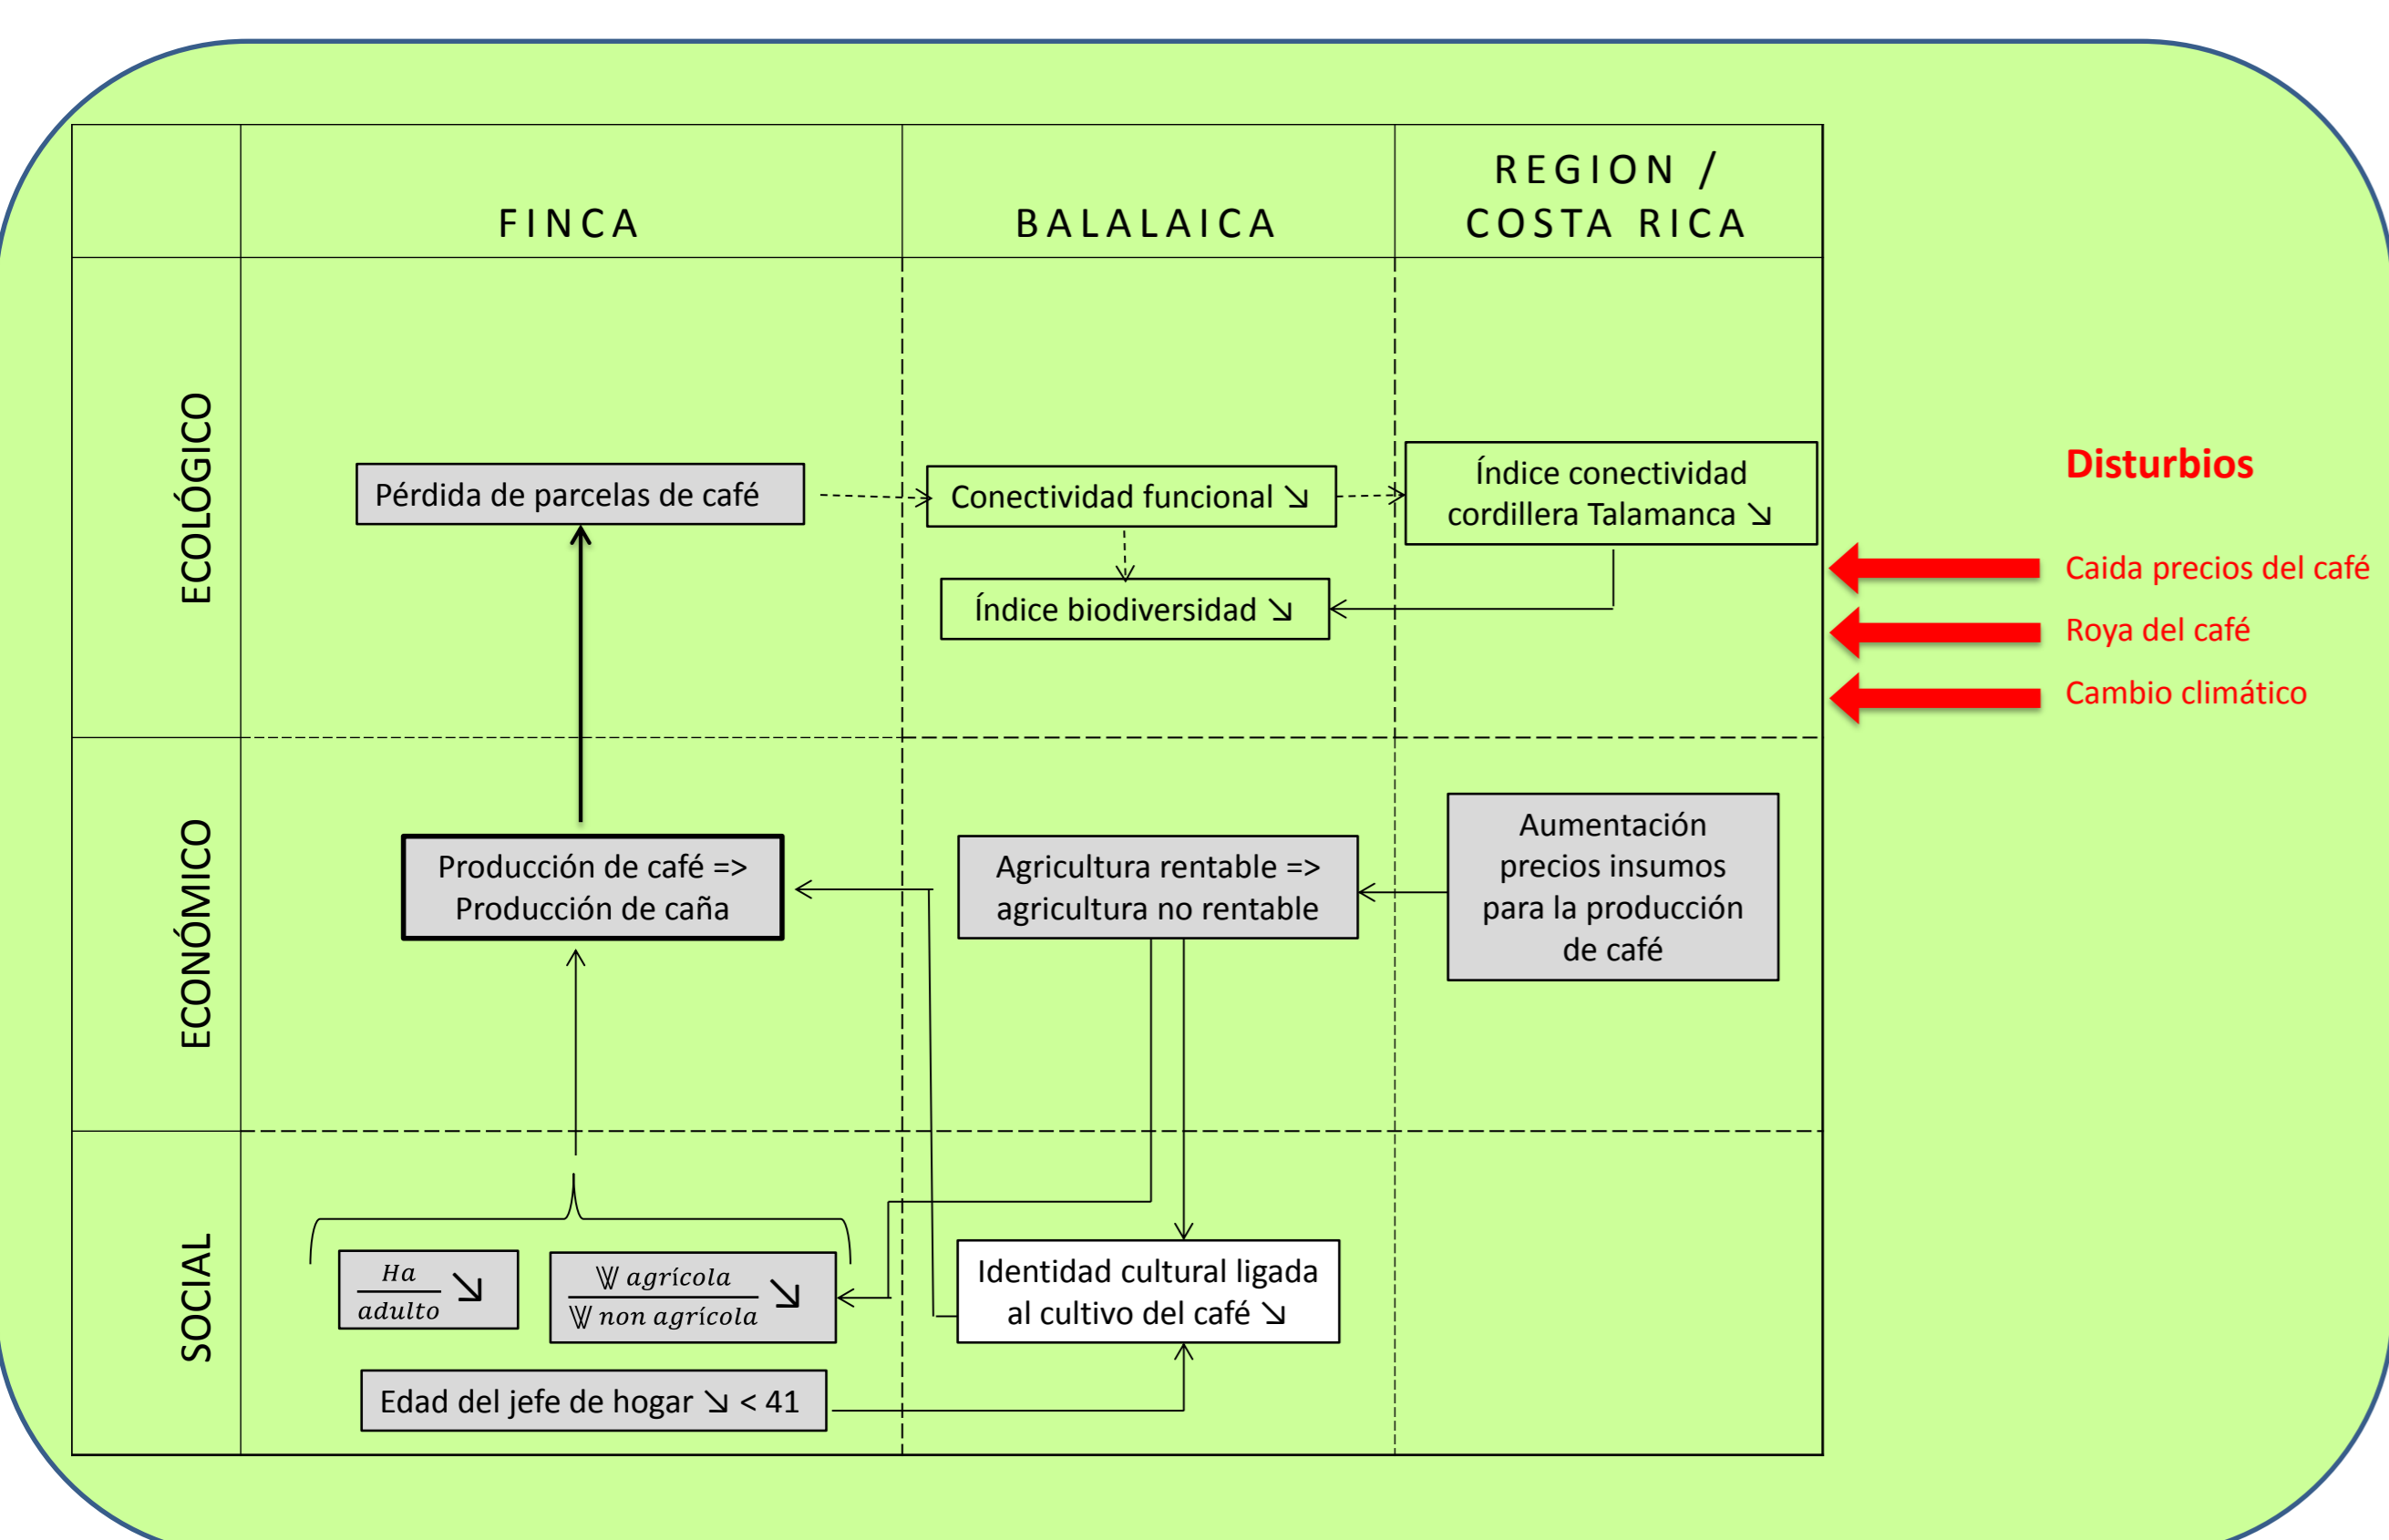 FINCA
BALALAICA
REGION /
COSTA RICA
ECOLÓGICO
Pérdida de parcelas de café
Conectividad funcional ↘
Índice conectividad
cordillera Talamanca ↘
Índice biodiversidad ↘
Disturbios
Caida precios del café
Roya del café
Cambio climático
ECONÓMICO
Producción de café =>
Producción de caña
Agricultura rentable =>
agricultura no rentable
Aumentación
precios insumos
para la producción
de café
SOCIAL
Ha
adulto ↘
W agrícola
W non agrícola ↘
Identidad cultural ligada
al cultivo del café ↘
Edad del jefe de hogar ↘ < 41